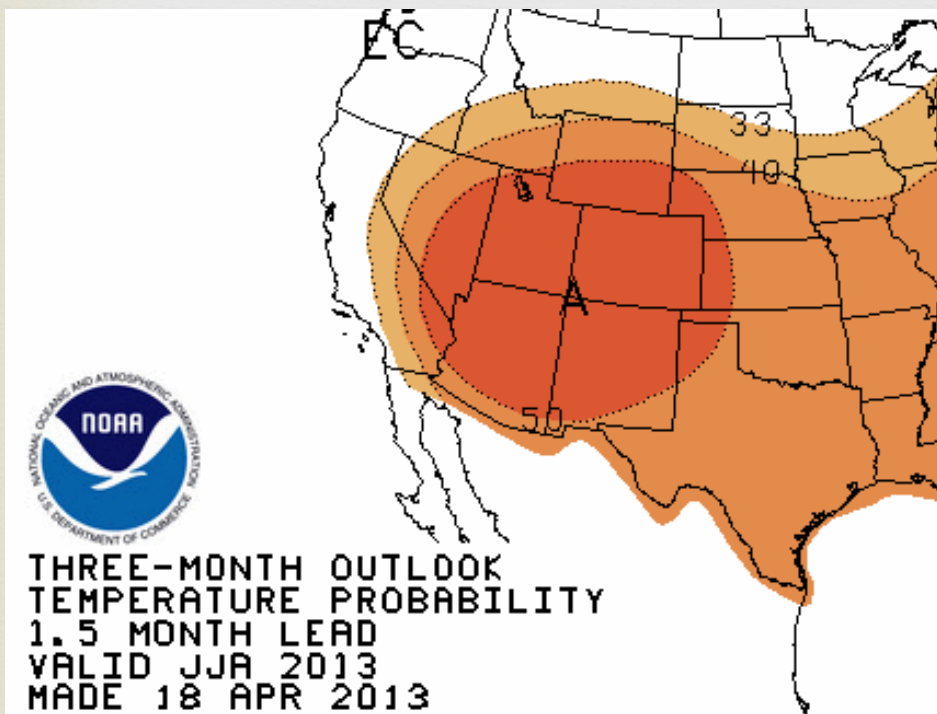 EC
33
40
A
50
NATIONAL OCEANIC AND ATMOSPHERIC ADMINISTRATION
NOAA
U.S. DEPARTMENT OF COMMERCE
THREE-MONTH OUTLOOK
TEMPERATURE PROBABILITY
1.5 MONTH LEAD
VALID JJA 2013
MADE 18 APR 2013